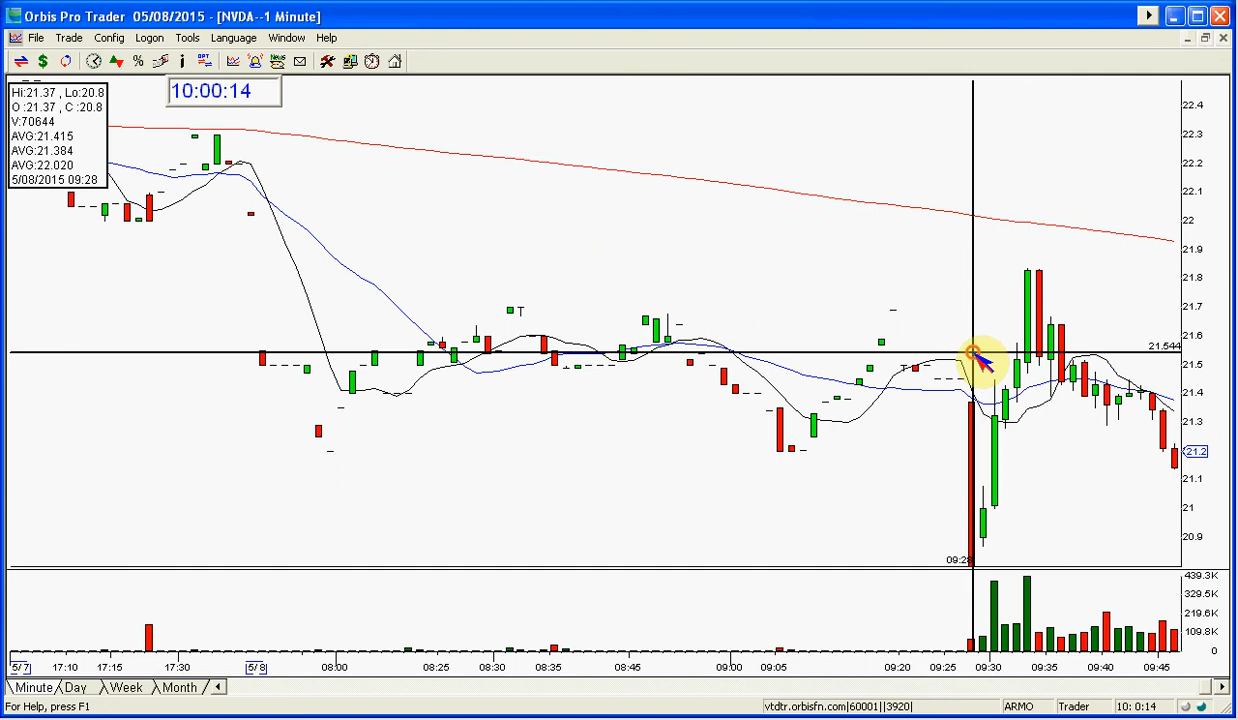 Orbis Pro Trader 05/08/2015 - [NVDA--1 Minute]
File Trade Config Logon Tools Language Window Help
Hi:21.37 , Lo:20.8
O :21.37 , C :20.8
V:70644
AVG:21.415
AVG:21.384
AVG:22.020
5/08/2015 09:28
10:00:14
22.4
22.3
22.2
22.1
22
21.9
21.8
21.7
21.6
21.544
21.5
21.4
21.3
21.2
21.1
21
20.9
09:28
439.3K
329.5K
219.6K
109.8K
0
5/7 17:10 17:15 17:30 5/8 08:00 08:25 08:30 08:35 08:45 09:00 09:05 09:20 09:25 09:30 09:35 09:40 09:45
Minute Day Week Month
For Help, press F1 vtdtr.orbisfn.com|60001||3920| ARMO Trader 10: 0:14